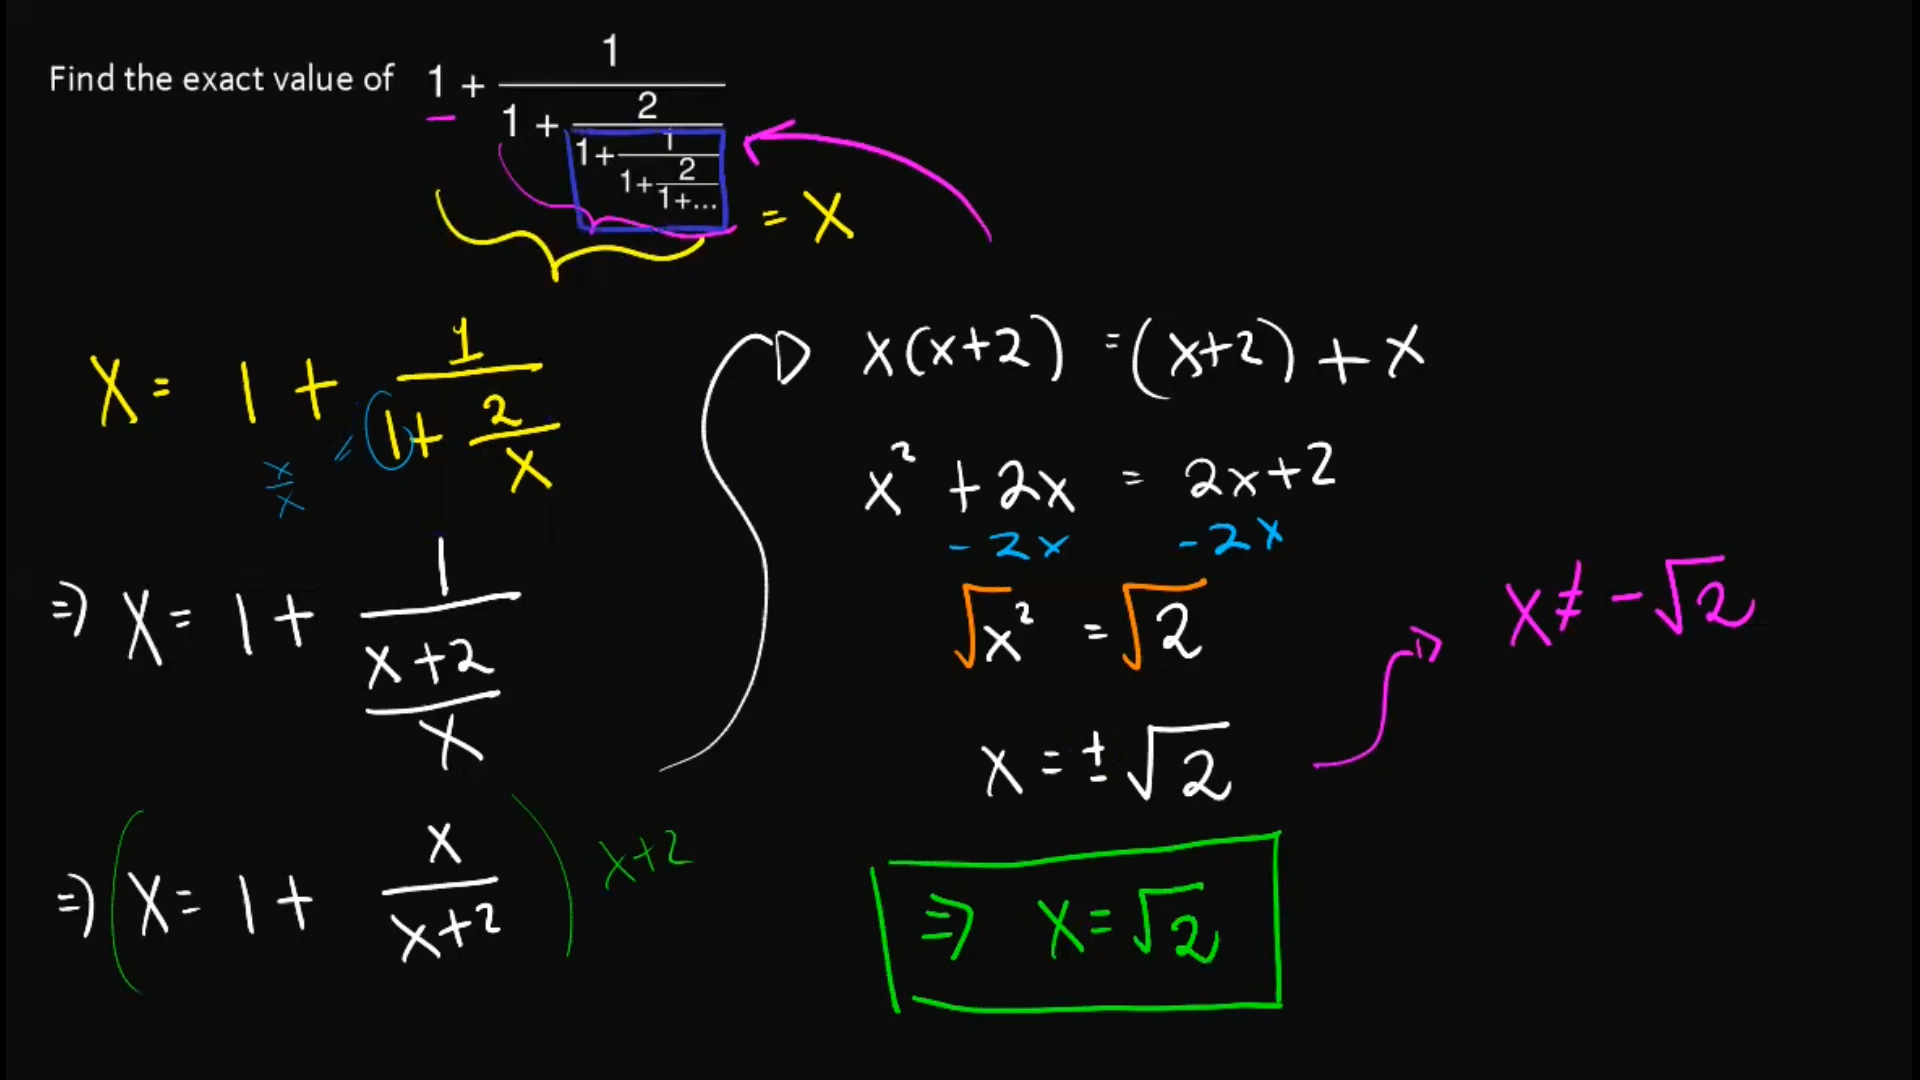 Find the exact value of 1 + 1/(1 + 2/(1 + 1/(1 + 2/(1 + ...))))
= x
x = 1 + 1/(1 + 2/x)
x/x =
⇒ x = 1 + 1/((x+2)/x)
⇒ (x = 1 + x/(x+2)) x+2
x(x+2) = (x+2) + x
x² + 2x = 2x+2
-2x -2x
√x² = √2
x = ±√2
x ≠ -√2
⇒ x = √2